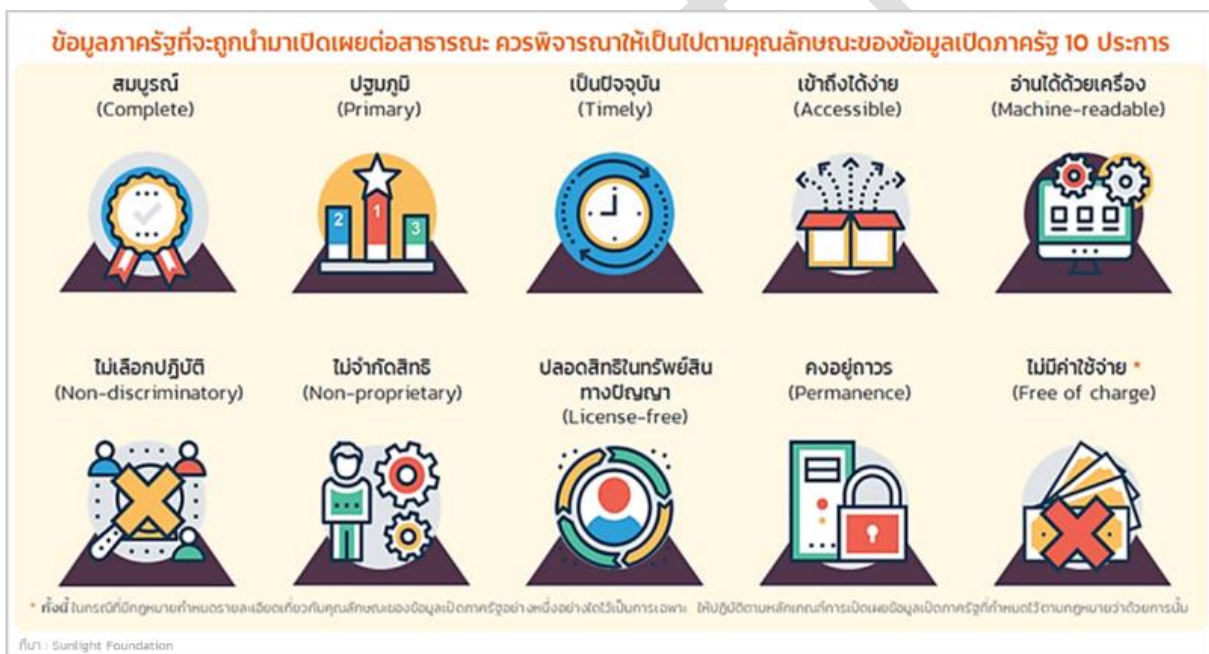 ข้อมูลภาครัฐที่จะถูกนำมาเปิดเผยต่อสาธารณะ ควรพิจารณาให้เป็นไปตามคุณลักษณะของข้อมูลเปิดภาครัฐ 10 ประการ
สมบูรณ์
(Complete)
ปฐมภูมิ
(Primary)
เป็นปัจจุบัน
(Timely)
เข้าถึงได้ง่าย
(Accessible)
อ่านได้ด้วยเครื่อง
(Machine-readable)
2
1
3
ไม่เลือกปฏิบัติ
(Non-discriminatory)
ไม่จำกัดสิทธิ
(Non-proprietary)
ปลอดสิทธิในทรัพย์สิน
ทางปัญญา
(License-free)
คงอยู่ถาวร
(Permanence)
ไม่มีค่าใช้จ่าย *
(Free of charge)
* ทั้งนี้ ในกรณีที่มีกฎหมายกำหนดรายละเอียดเกี่ยวกับคุณลักษณะของข้อมูลเปิดภาครัฐอย่างหนึ่งอย่างใดไว้เป็นการเฉพาะ ให้ปฏิบัติตามหลักเกณฑ์การเปิดเผยข้อมูลเปิดภาครัฐที่กำหนดไว้ตามกฎหมายว่าด้วยการนั้น
ที่มา : Sunlight Foundation